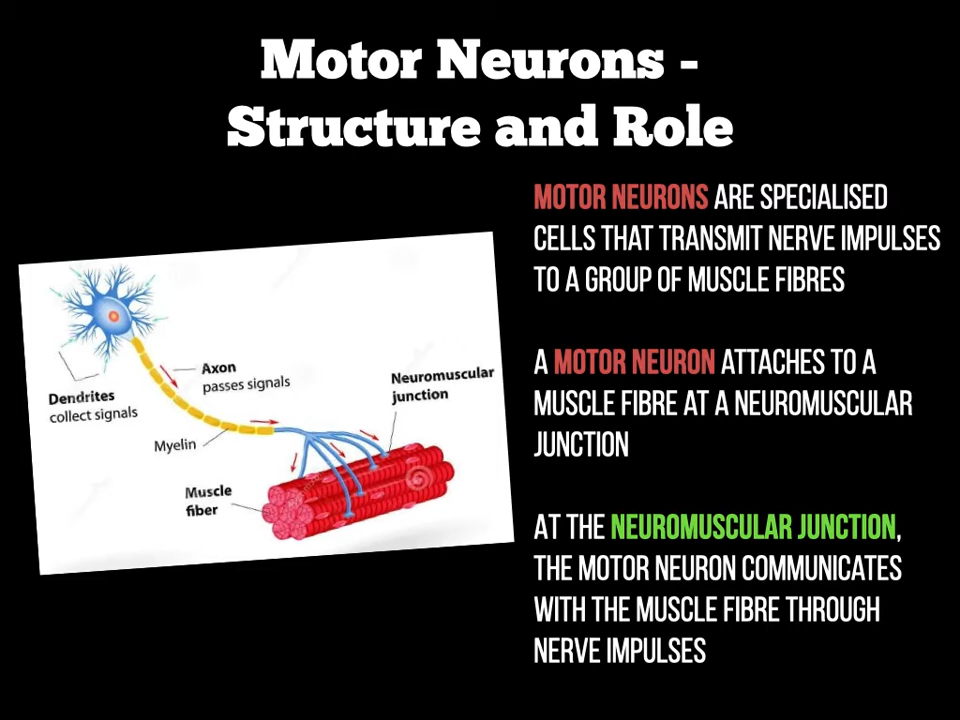 Motor Neurons -
Structure and Role
MOTOR NEURONS ARE SPECIALISED
CELLS THAT TRANSMIT NERVE IMPULSES
TO A GROUP OF MUSCLE FIBRES
A MOTOR NEURON ATTACHES TO A
MUSCLE FIBRE AT A NEUROMUSCULAR
JUNCTION
AT THE NEUROMUSCULAR JUNCTION,
THE MOTOR NEURON COMMUNICATES
WITH THE MUSCLE FIBRE THROUGH
NERVE IMPULSES
Dendrites
collect signals
Axon
passes signals
Myelin
Neuromuscular
junction
Muscle
fiber